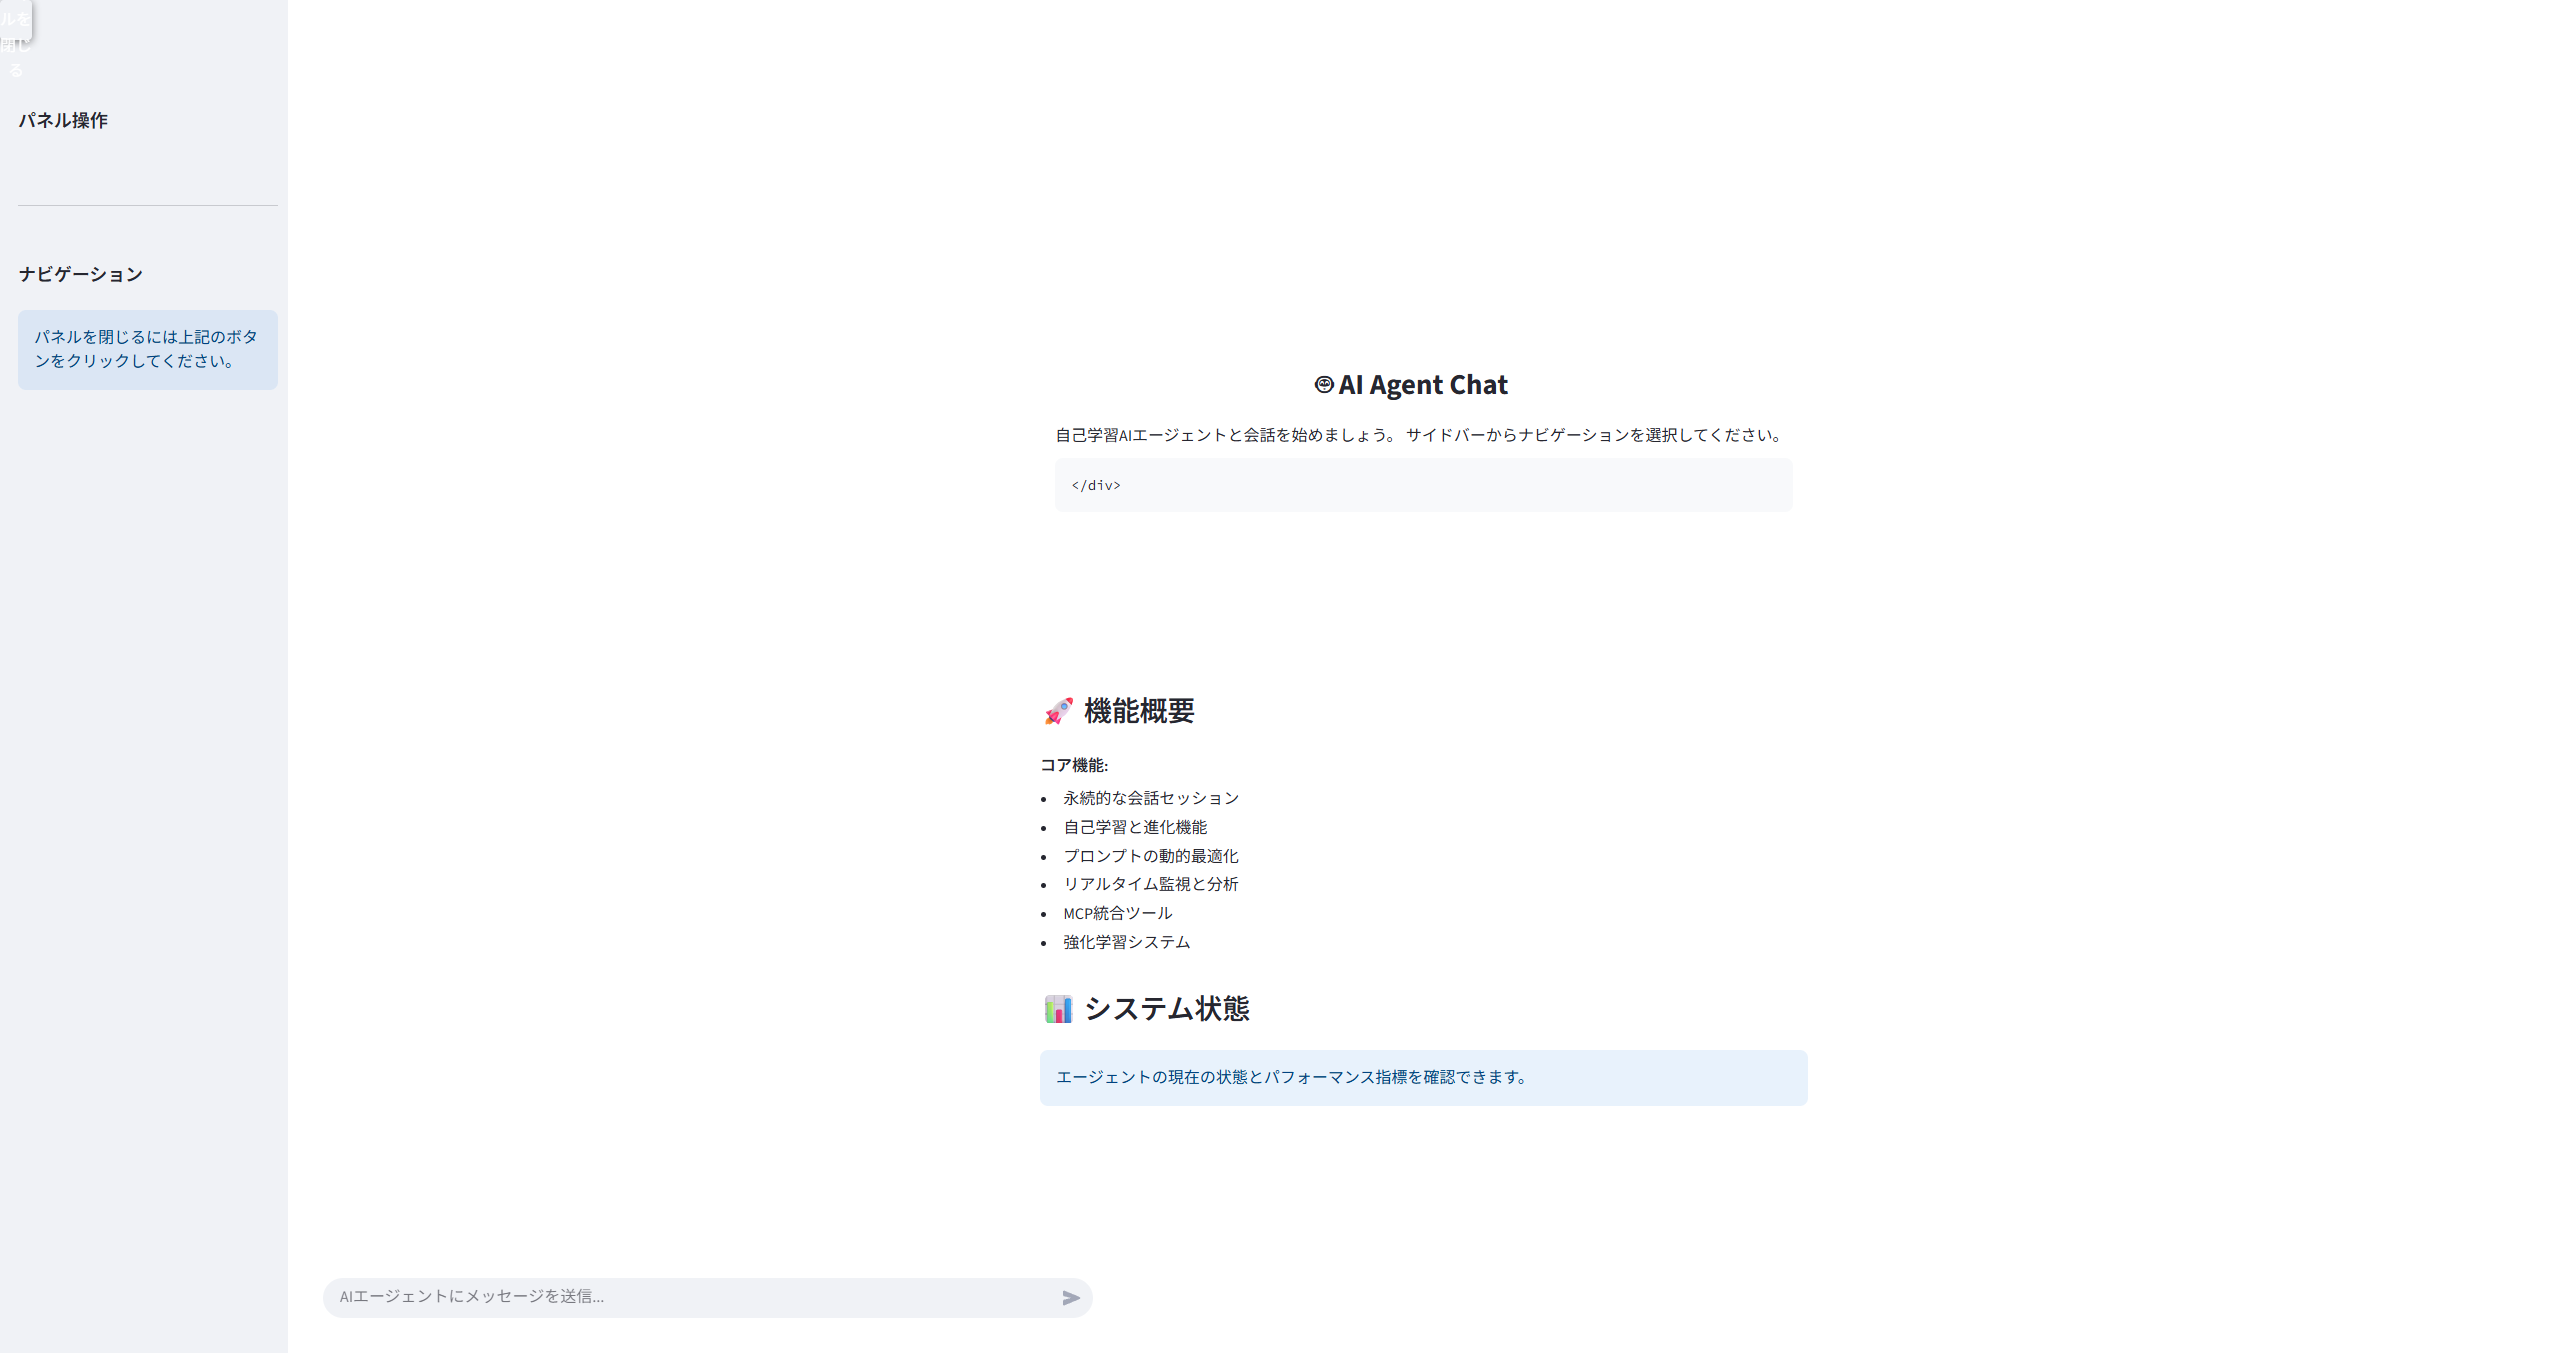 ルを
閉じ
る
パネル操作
ナビゲーション
パネルを閉じるには上記のボタ
ンをクリックしてください。
AI Agent Chat
自己学習AIエージェントと会話を始めましょう。 サイドバーからナビゲーションを選択してください。
</div>
機能概要
コア機能:
永続的な会話セッション
自己学習と進化機能
プロンプトの動的最適化
リアルタイム監視と分析
MCP統合ツール
強化学習システム
システム状態
エージェントの現在の状態とパフォーマンス指標を確認できます。
AIエージェントにメッセージを送信...